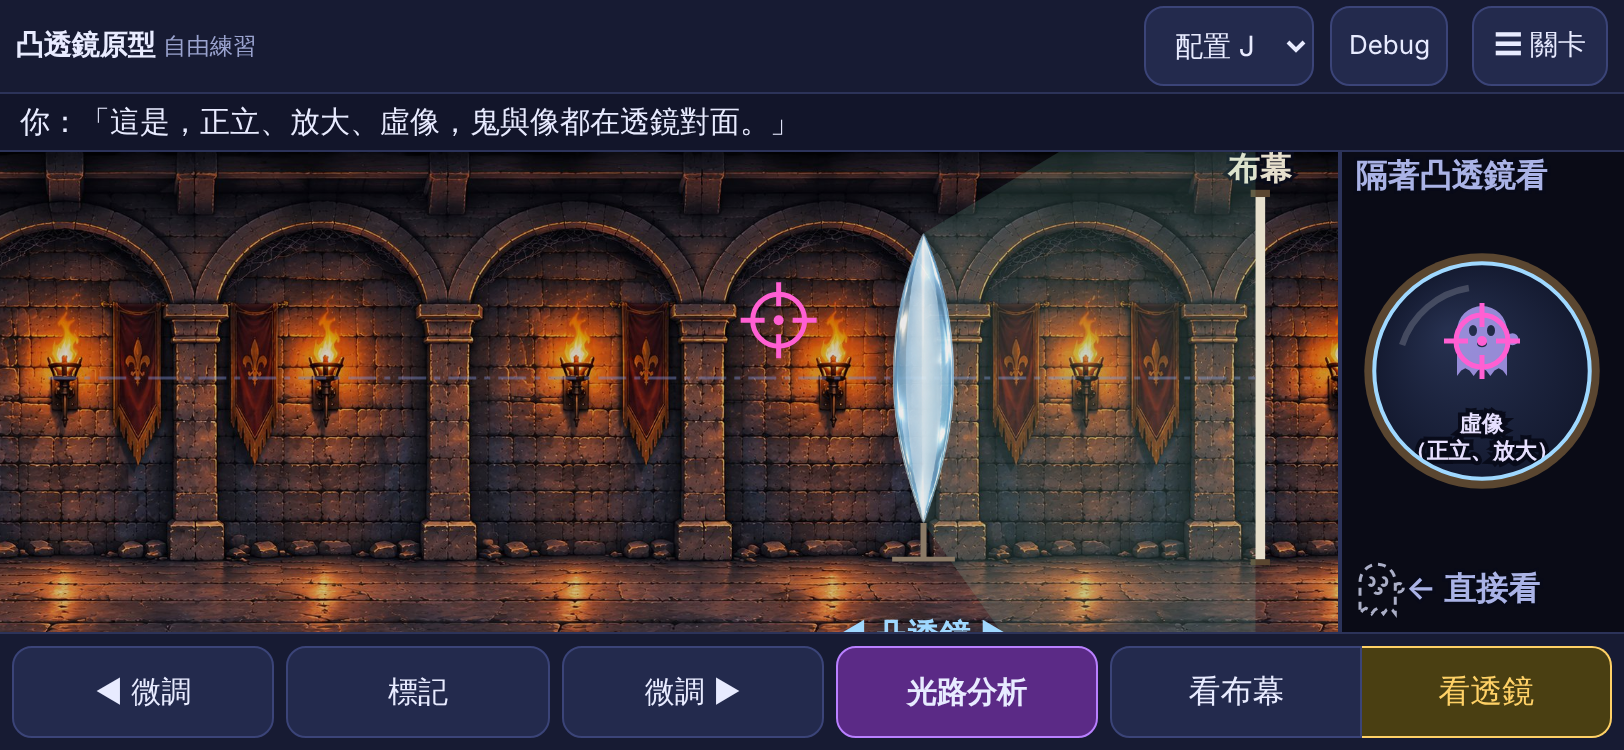 凸透鏡原型 自由練習
配置 J
Debug
☰ 關卡
你：「這是，正立、放大、虛像，鬼與像都在透鏡對面。」
布幕
隔著凸透鏡看
虛像
(正立、放大)
← 直接看
◀ 凸透鏡 ▶
◀ 微調
標記
微調 ▶
光路分析
看布幕
看透鏡